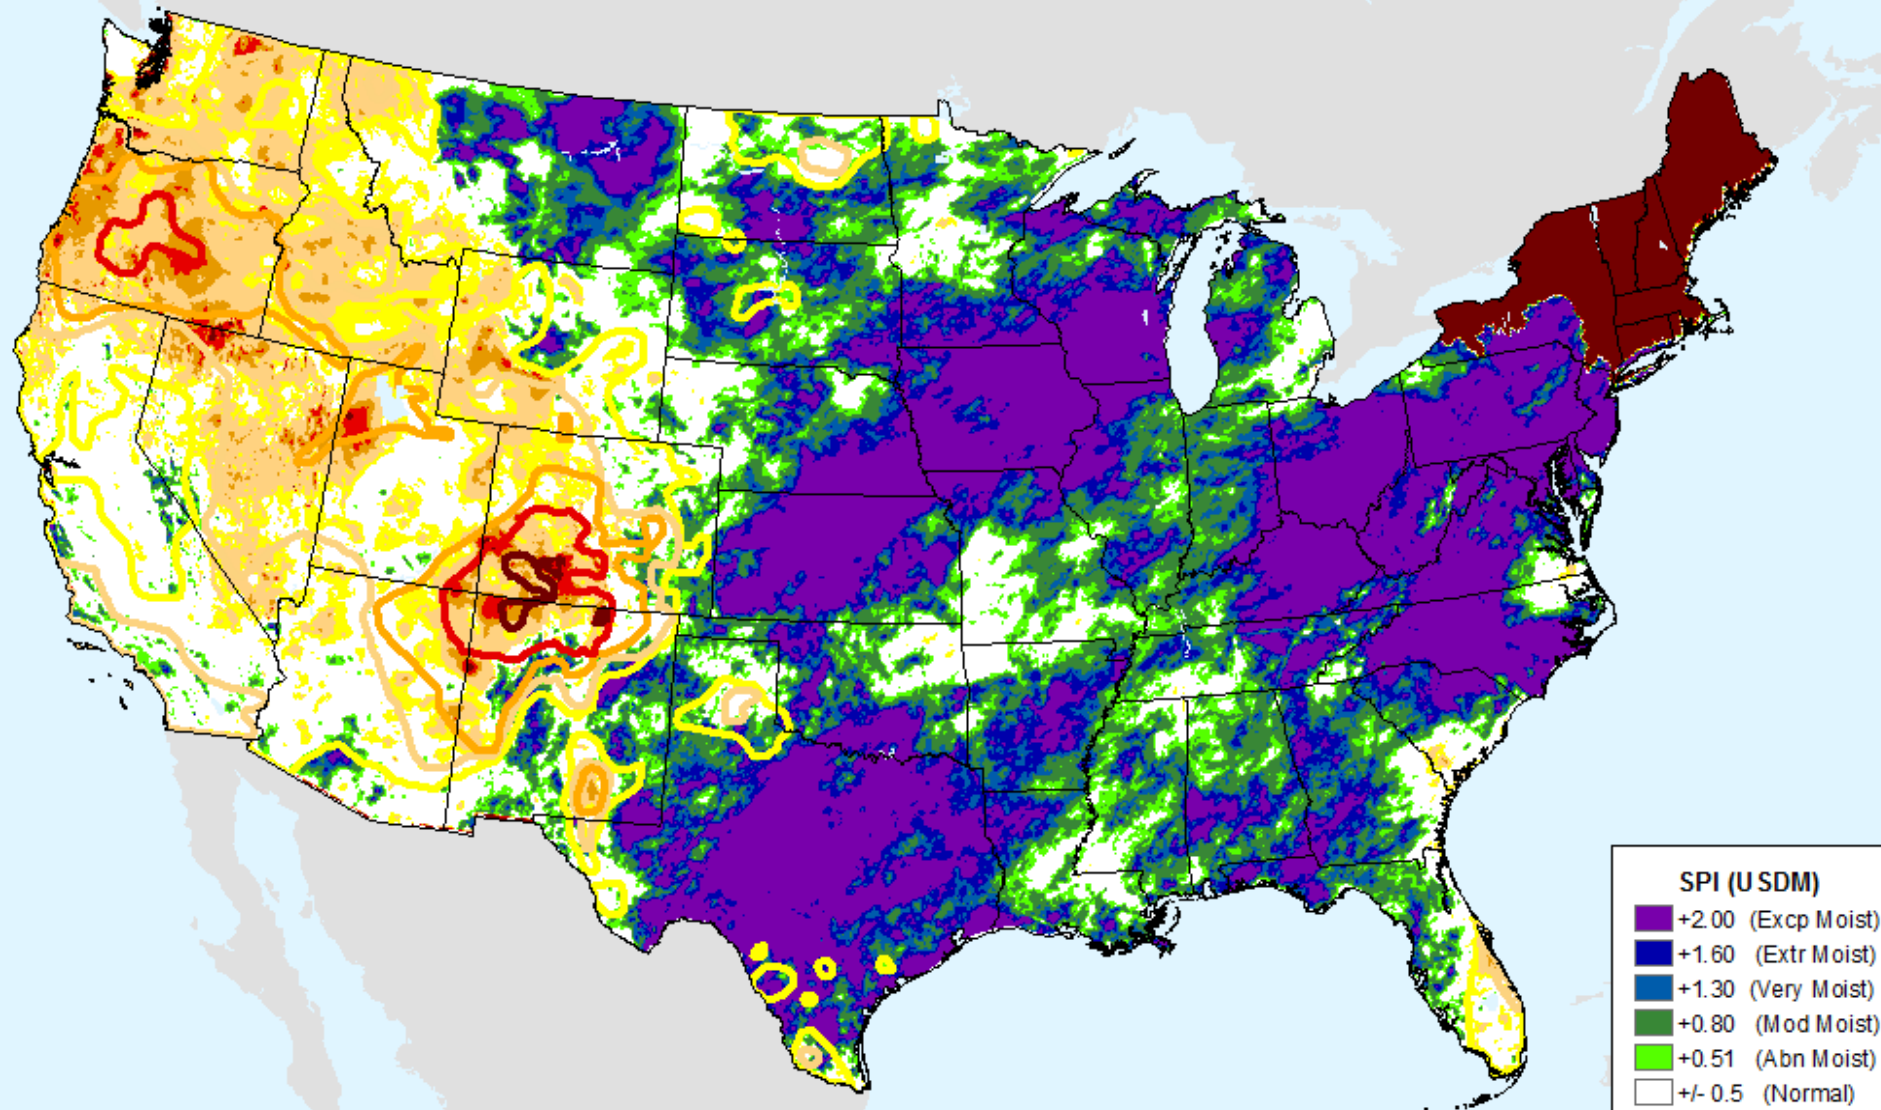 SPI (USDM)
+2.00 (Excp Moist)
+1.60 (Extr Moist)
+1.30 (Very Moist)
+0.80 (Mod Moist)
+0.51 (Abn Moist)
+/- 0.5 (Normal)